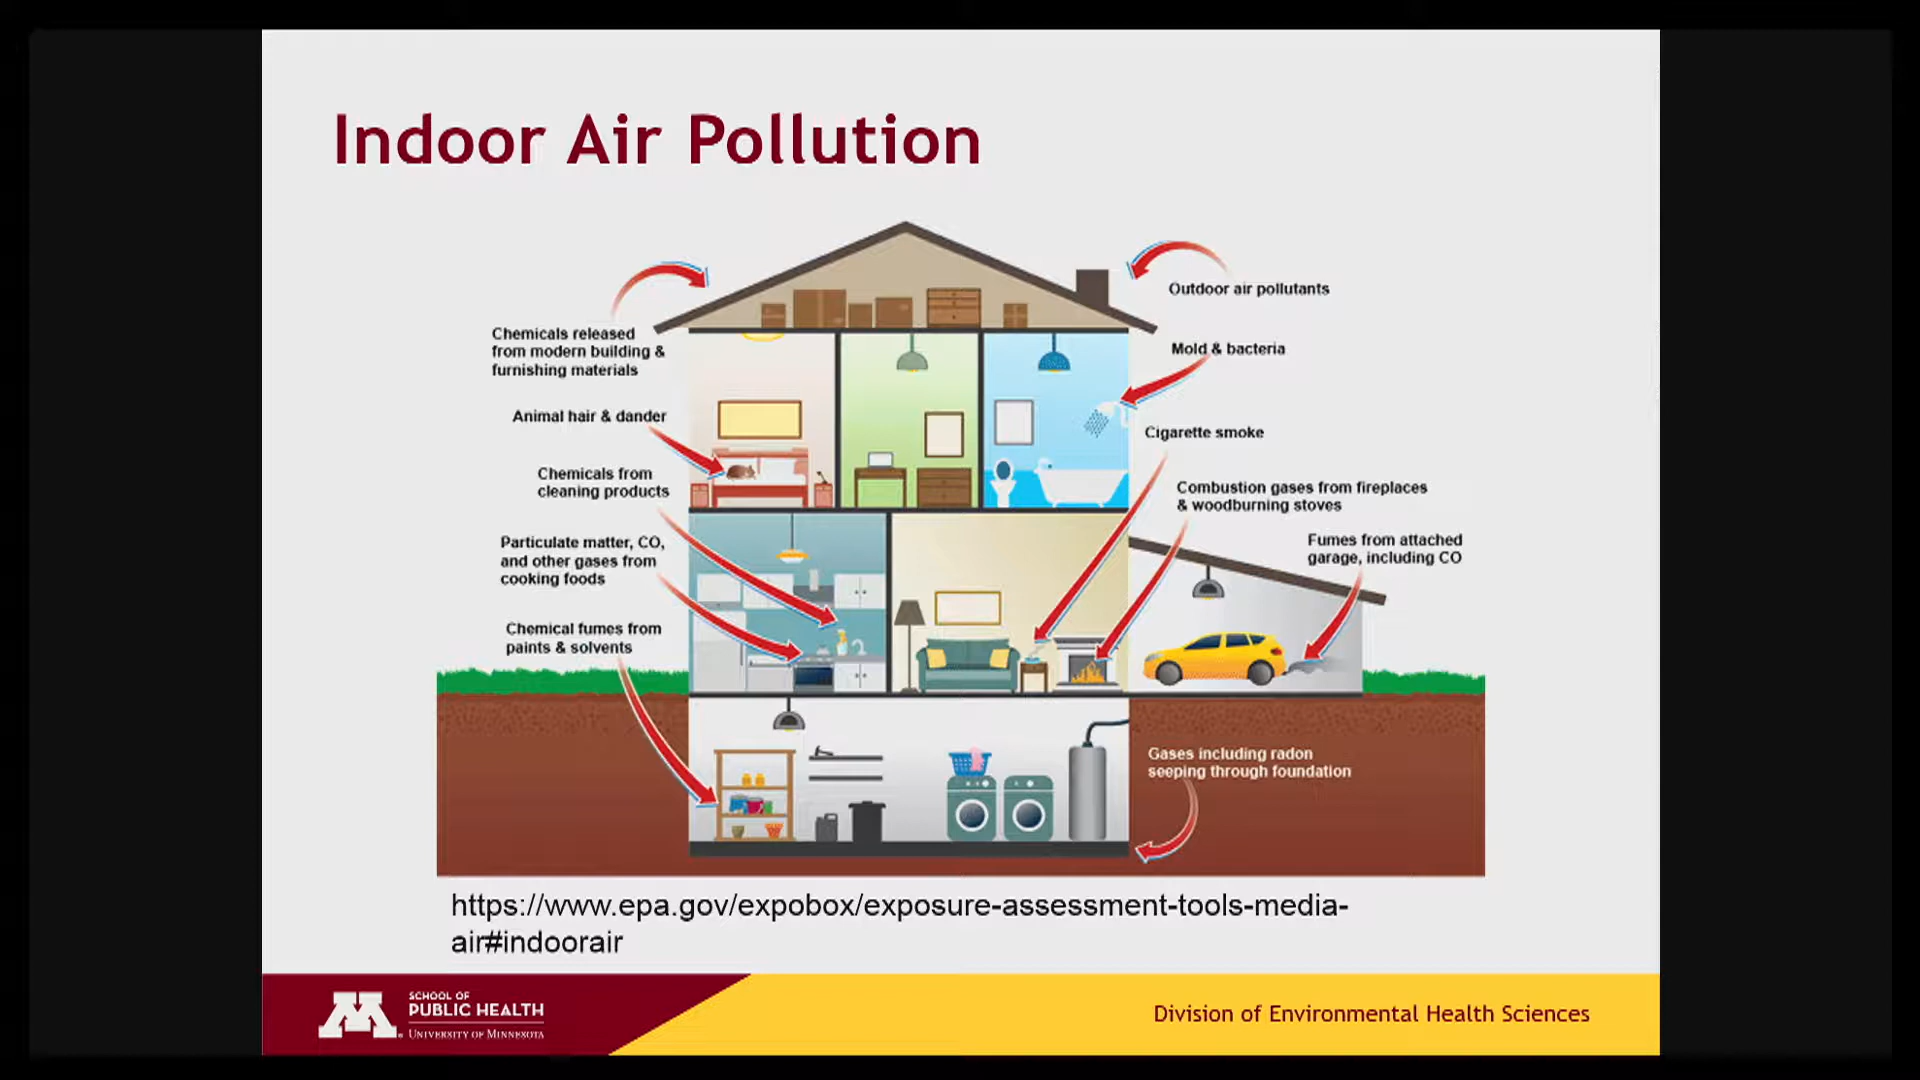 Indoor Air Pollution
Chemicals released
from modern building &
furnishing materials
Animal hair & dander
Chemicals from
cleaning products
Particulate matter, CO,
and other gases from
cooking foods
Chemical fumes from
paints & solvents
Outdoor air pollutants
Mold & bacteria
Cigarette smoke
Combustion gases from fireplaces
& woodburning stoves
Fumes from attached
garage, including CO
Gases including radon
seeping through foundation
https://www.epa.gov/expobox/exposure-assessment-tools-media-
air#indoorair
M
SCHOOL OF
PUBLIC HEALTH
UNIVERSITY OF MINNESOTA
Division of Environmental Health Sciences